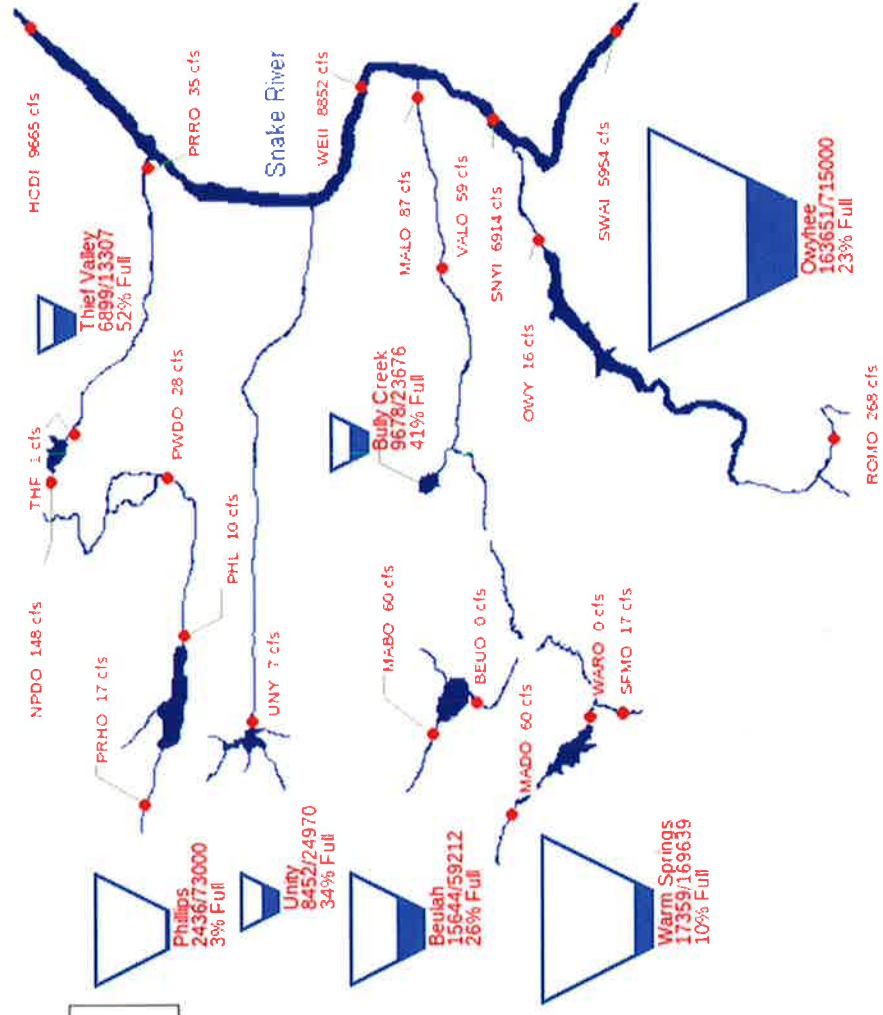 HCDI 9665 cfs
PRRO 35 cfs
Snake River
WEII 8852 cfs
MALO 87 cfs
VALO 59 cfs
SNYI 6914 cfs
SWAI 5954 cfs
Thief Valley
6899/13307
52% Full
THF 1 cfs
PWDO 28 cfs
NPDO 148 cfs
PHL 10 cfs
PRHO 17 cfs
UNY 7 cfs
Bully Creek
9678/23676
41% Full
OWY 16 cfs
Owyhee
163651/715000
23% Full
ROMO 268 cfs
MABO 60 cfs
BEUO 0 cfs
WARO 0 cfs
SFMO 17 cfs
MADO 60 cfs
Phillips
2436/73000
3% Full
Unity
8452/24970
34% Full
Beulah
15644/59212
26% Full
Warm Springs
17359/169639
10% Full